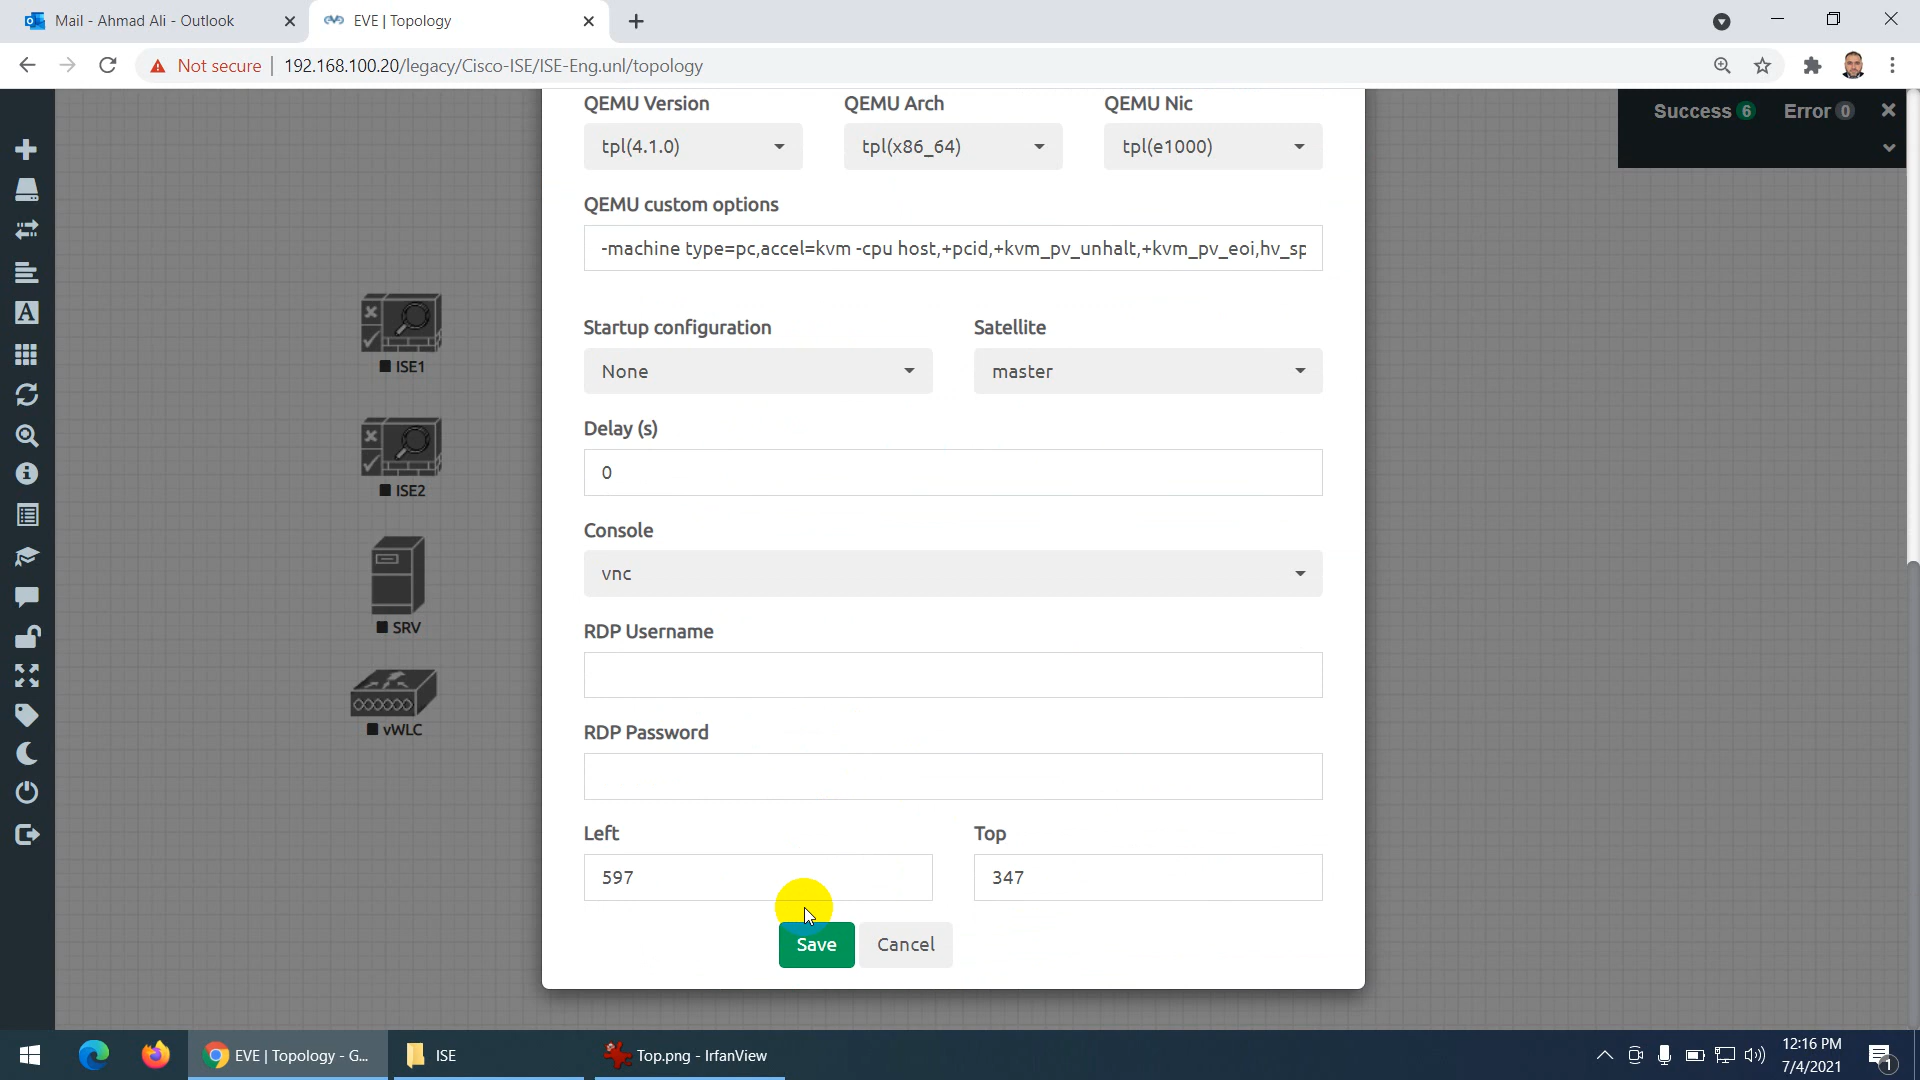 Mail - Ahmad Ali - Outlook
EVE | Topology
Not secure
192.168.100.20/legacy/Cisco-ISE/ISE-Eng.unl/topology
Success 6
Error 0
QEMU Version
QEMU Arch
QEMU Nic
tpl(4.1.0)
tpl(x86_64)
tpl(e1000)
QEMU custom options
-machine type=pc,accel=kvm -cpu host,+pcid,+kvm_pv_unhalt,+kvm_pv_eoi,hv_sp
Startup configuration
Satellite
None
master
Delay (s)
0
Console
vnc
RDP Username
RDP Password
Left
Top
597
347
Save
Cancel
ISE1
ISE2
SRV
vWLC
A
EVE | Topology - G...
ISE
Top.png - IrfanView
12:16 PM
7/4/2021
1